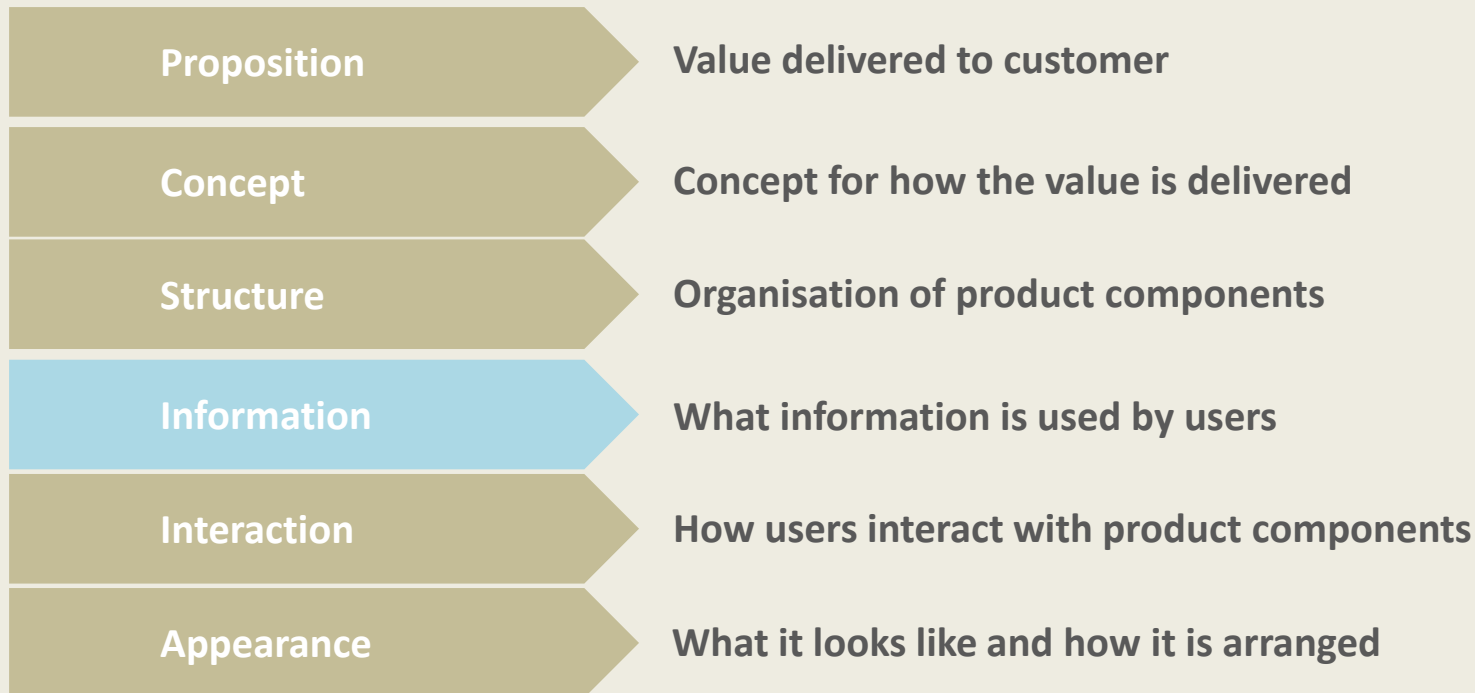 Proposition
Value delivered to customer
Concept
Concept for how the value is delivered
Structure
Organisation of product components
Information
What information is used by users
Interaction
How users interact with product components
Appearance
What it looks like and how it is arranged